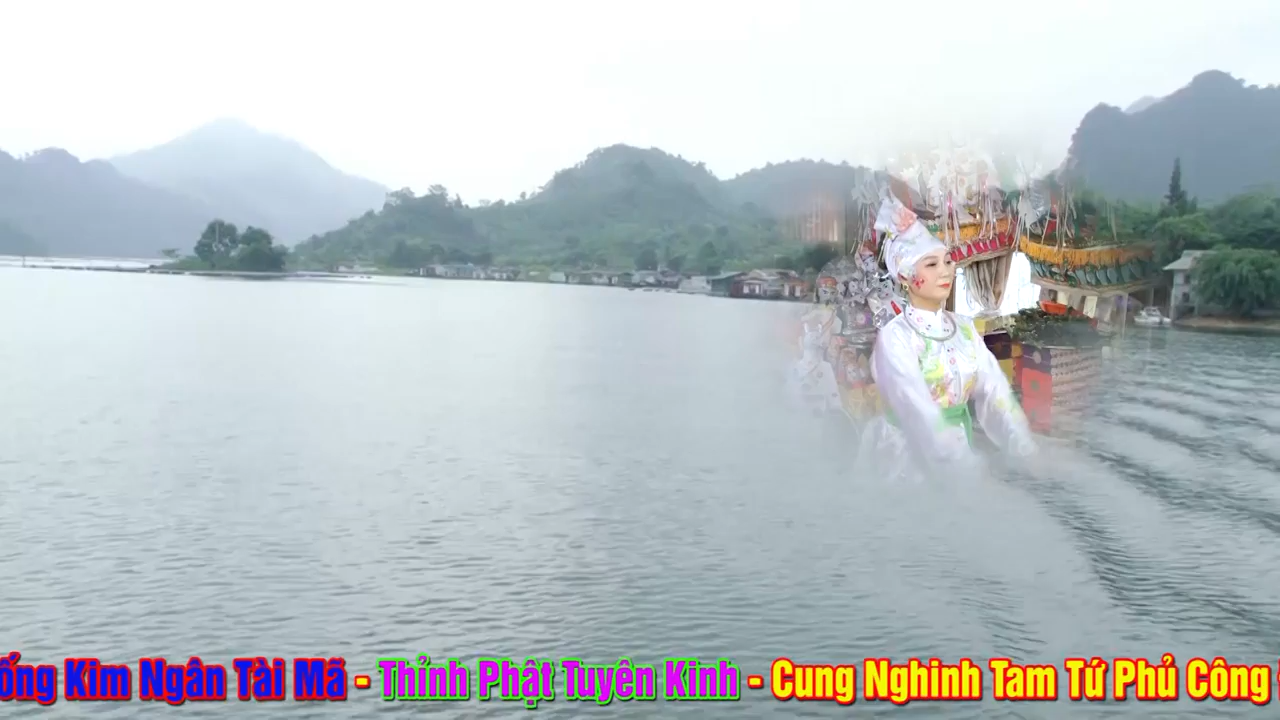 Kim Ngân Tài Mã - Thỉnh Phật Tuyên Kinh - Cung Nghinh Tam Tứ Phủ Công